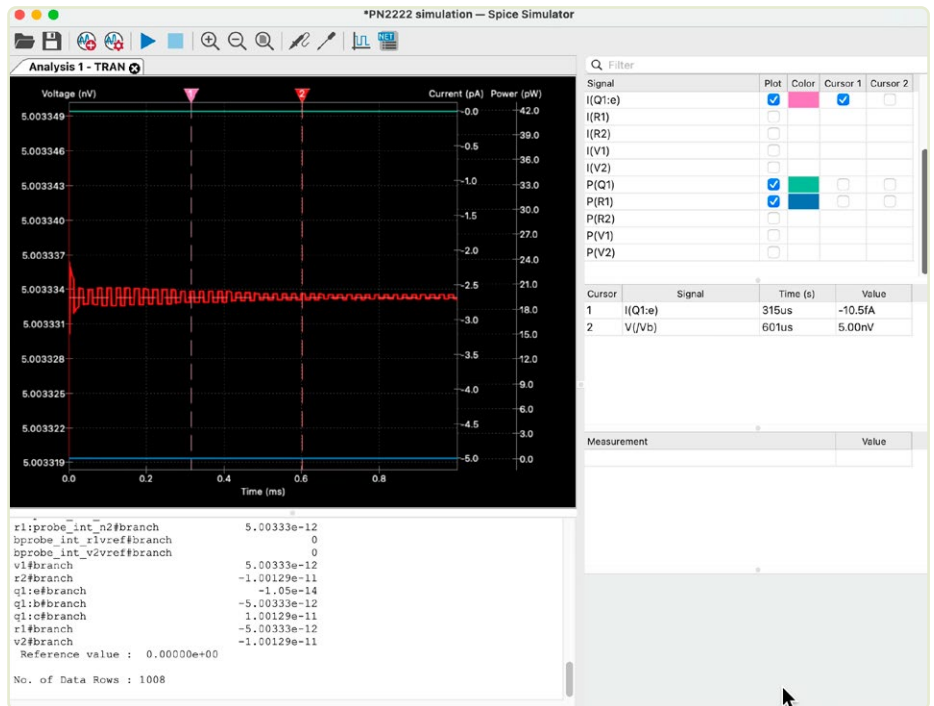 *PN2222 simulation — Spice Simulator
NET
Analysis 1 - TRAN
Voltage (nV)
1
2
Current (pA)
Power (pW)
5.003349
5.003346
5.003343
5.003340
5.003337
5.003334
5.003331
5.003328
5.003325
5.003322
5.003319
-0.0
-0.5
-1.0
-1.5
-2.0
-2.5
-3.0
-3.5
-4.0
-4.5
-5.0
42.0
39.0
36.0
33.0
30.0
27.0
24.0
21.0
18.0
15.0
12.0
9.0
6.0
3.0
0.0
0.0 0.2 0.4 0.6 0.8
Time (ms)
Filter
Signal Plot Color Cursor 1 Cursor 2
I(Q1:e)
I(R1)
I(R2)
I(V1)
I(V2)
P(Q1)
P(R1)
P(R2)
P(V1)
P(V2)
Cursor Signal Time (s) Value
1 I(Q1:e) 315us -10.5fA
2 V(/Vb) 601us 5.00nV
Measurement Value
r1:probe_int_n2#branch 5.00333e-12
bprobe_int_r1vref#branch 0
bprobe_int_v2vref#branch 0
v1#branch 5.00333e-12
r2#branch -1.00129e-11
q1:e#branch -1.05e-14
q1:b#branch -5.00333e-12
q1:c#branch 1.00129e-11
r1#branch -5.00333e-12
v2#branch -1.00129e-11
Reference value : 0.00000e+00
No. of Data Rows : 1008